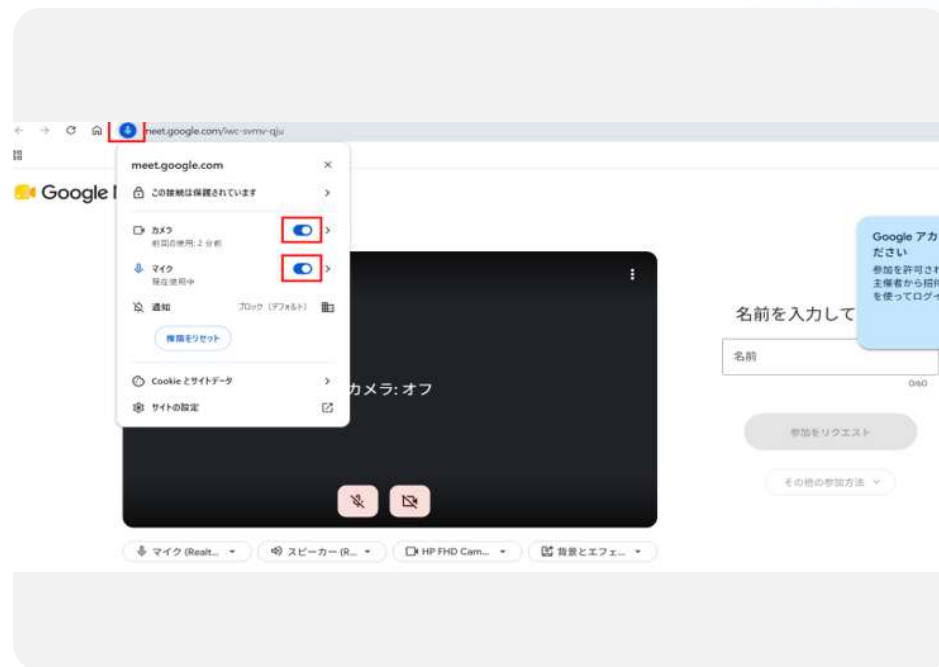 meet.google.com/iwc-svmv-qju
meet.google.com
この接続は保護されています
Google
カメラ
前回の使用: 2 分前
マイク
現在使用中
通知
ブロック（デフォルト）
権限をリセット
Cookie とサイトデータ
サイトの設定
カメラ: オフ
Google アカ
ださい
参加を許可され
主催者から招待
を使ってログイ
名前を入力して
名前
0/60
参加をリクエスト
その他の参加方法
マイク (Realt...
スピーカー (R...
HP FHD Cam...
背景とエフェ...